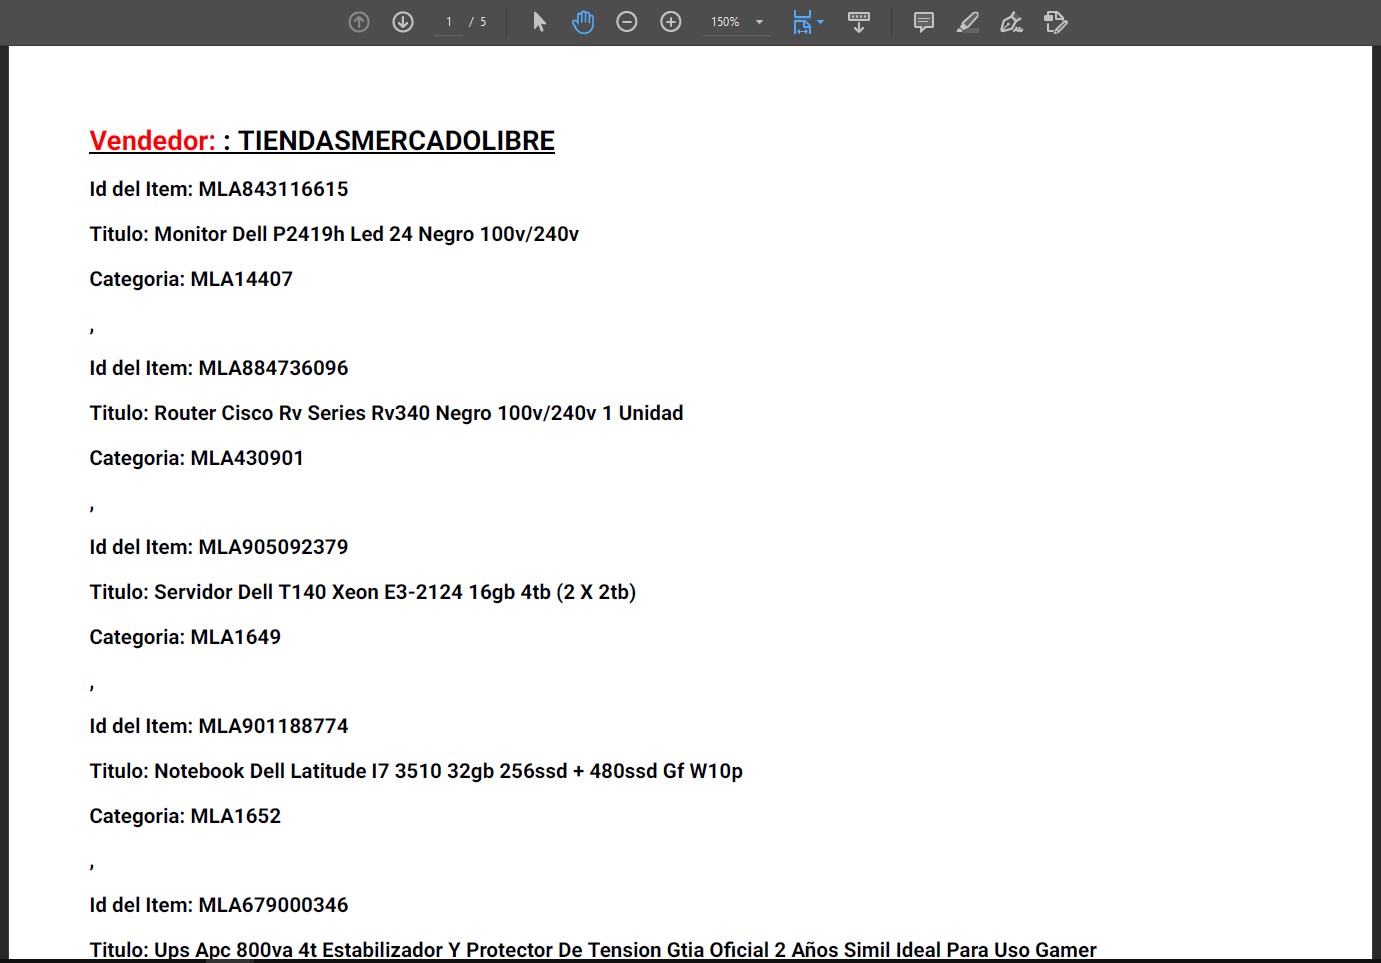 1 / 5
150%
Vendedor: : TIENDASMERCADOLIBRE
Id del Item: MLA843116615
Titulo: Monitor Dell P2419h Led 24 Negro 100v/240v
Categoria: MLA14407
,
Id del Item: MLA884736096
Titulo: Router Cisco Rv Series Rv340 Negro 100v/240v 1 Unidad
Categoria: MLA430901
,
Id del Item: MLA905092379
Titulo: Servidor Dell T140 Xeon E3-2124 16gb 4tb (2 X 2tb)
Categoria: MLA1649
,
Id del Item: MLA901188774
Titulo: Notebook Dell Latitude I7 3510 32gb 256ssd + 480ssd Gf W10p
Categoria: MLA1652
,
Id del Item: MLA679000346
Titulo: Ups Apc 800va 4t Estabilizador Y Protector De Tension Gtia Oficial 2 Años Simil Ideal Para Uso Gamer